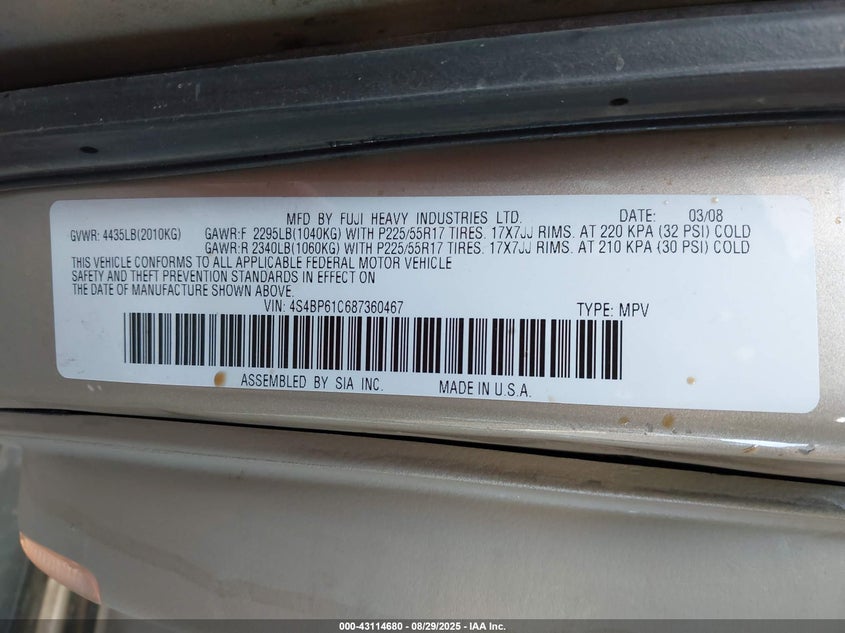 MFD BY FUJI HEAVY INDUSTRIES LTD. DATE: 03/08
GVWR: 4435LB(2010KG) GAWR:F 2295LB(1040KG) WITH P225/55R17 TIRES. 17X7JJ RIMS. AT 220 KPA (32 PSI) COLD
GAWR:R 2340LB(1060KG) WITH P225/55R17 TIRES. 17X7JJ RIMS. AT 210 KPA (30 PSI) COLD
THIS VEHICLE CONFORMS TO ALL APPLICABLE FEDERAL MOTOR VEHICLE
SAFETY AND THEFT PREVENTION STANDARDS IN EFFECT ON
THE DATE OF MANUFACTURE SHOWN ABOVE.
VIN: 4S4BP61C687360467 TYPE: MPV
ASSEMBLED BY SIA INC. MADE IN U.S.A.
000-43114680 - 08/29/2025 - IAA Inc.